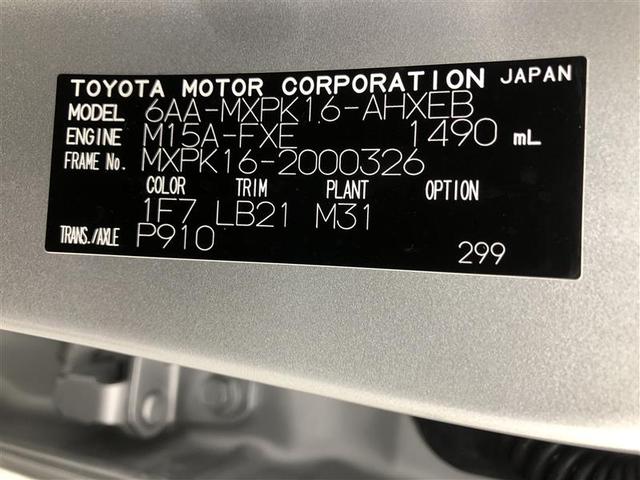 TOYOTA MOTOR CORPORATION JAPAN
MODEL 6AA-MXPK16-AHXEB
ENGINE M15A-FXE 1490 mL
FRAME No. MXPK16-2000326
COLOR TRIM PLANT OPTION
1F7 LB21 M31
TRANS./AXLE P910
299